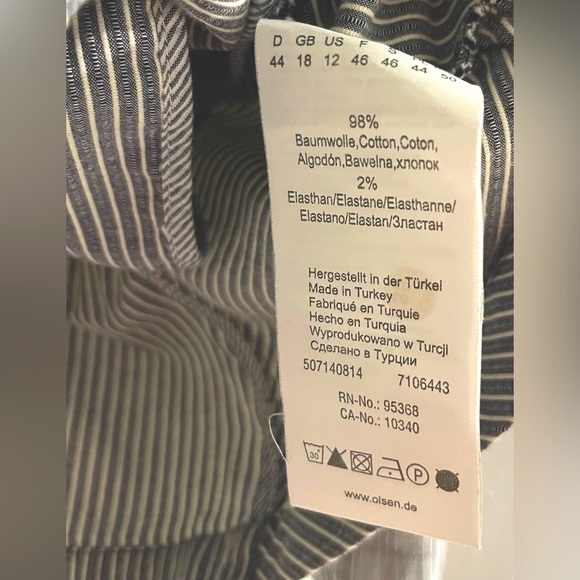 D GB US F S
44 18 12 46 46 44 50
98%
Baumwolle,Cotton,Coton,
Algodón,Bawełna,хлопок
2%
Elasthan/Elastane/Elasthanne/
Elastano/Elastan/Эластан
Hergestellt in der Türkei
Made in Turkey
Fabriqué en Turquie
Hecho en Turquia
Wyprodukowano w Turcji
Сделано в Турции
507140814 7106443
RN-No.: 95368
CA-No.: 10340
30° P
www.olsen.de